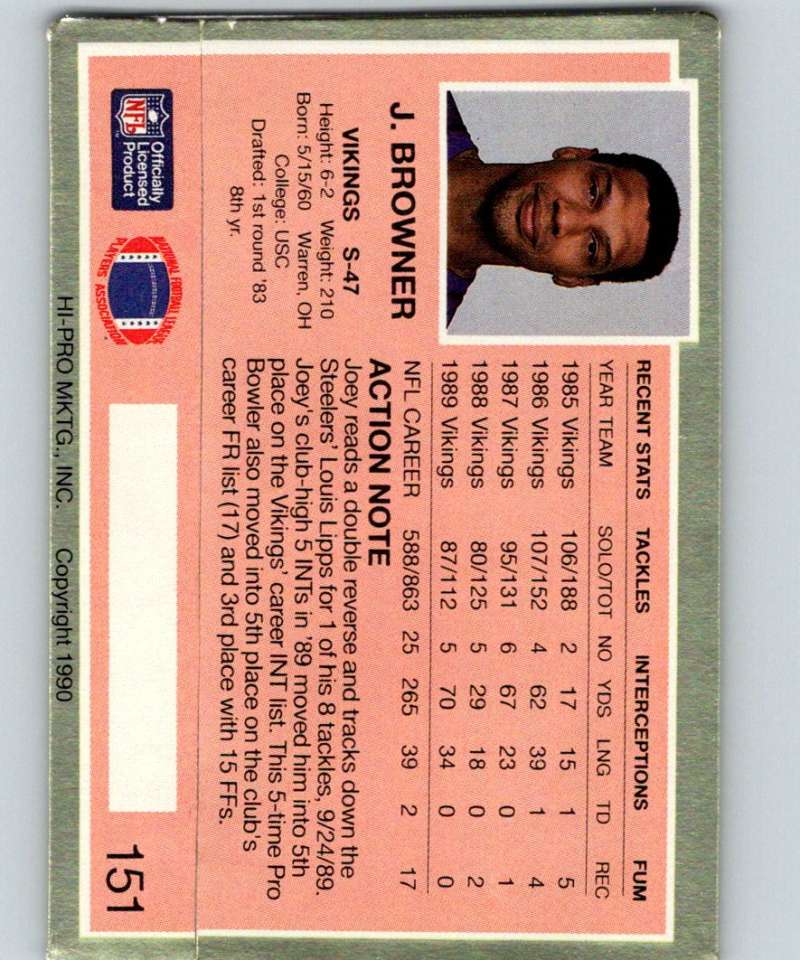 J. BROWNER
VIKINGS S-47
Height: 6-2 Weight: 210
Born: 5/15/60 Warren, OH
College: USC
Drafted: 1st round '83
8th yr.
NFL
Officially
Licensed
Product
NATIONAL FOOTBALL LEAGUE
PLAYERS ASSOCIATION
RECENT STATS TACKLES INTERCEPTIONS FUM
YEAR TEAM SOLO/TOT NO YDS LNG TD REC
1985 Vikings 106/188 2 17 15 1 5
1986 Vikings 107/152 4 62 39 1 4
1987 Vikings 95/131 6 67 23 0 1
1988 Vikings 80/125 5 29 18 0 2
1989 Vikings 87/112 5 70 34 0 0
NFL CAREER 588/863 25 265 39 2 17
ACTION NOTE
Joey reads a double reverse and tracks down the
Steelers' Louis Lipps for 1 of his 8 tackles, 9/24/89.
Joey's club-high 5 INTs in '89 moved him into 5th
place on the Vikings' career INT list. This 5-time Pro
Bowler also moved into 5th place on the club's
career FR list (17) and 3rd place with 15 FFs.
151
HI-PRO MKTG., INC. Copyright 1990